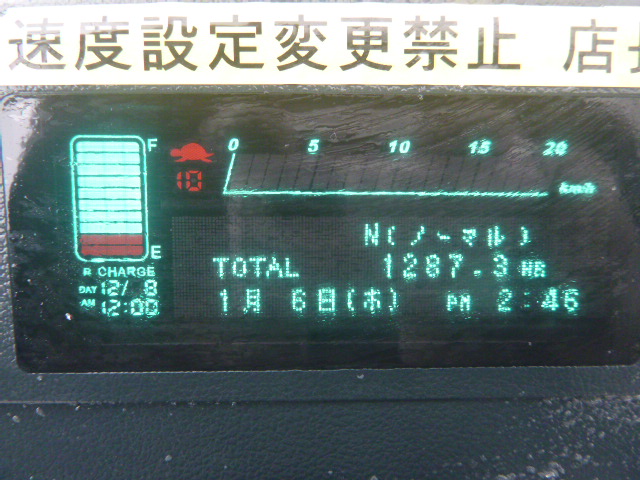 速度設定変更禁止 店長
F
0 5 10 15 20
10
km/h
N(ノーマル)
E
TOTAL 1287.3 HR
R CHARGE
DAY 12/ 8
AM 12:00
1月 6日(木) PM 2:46